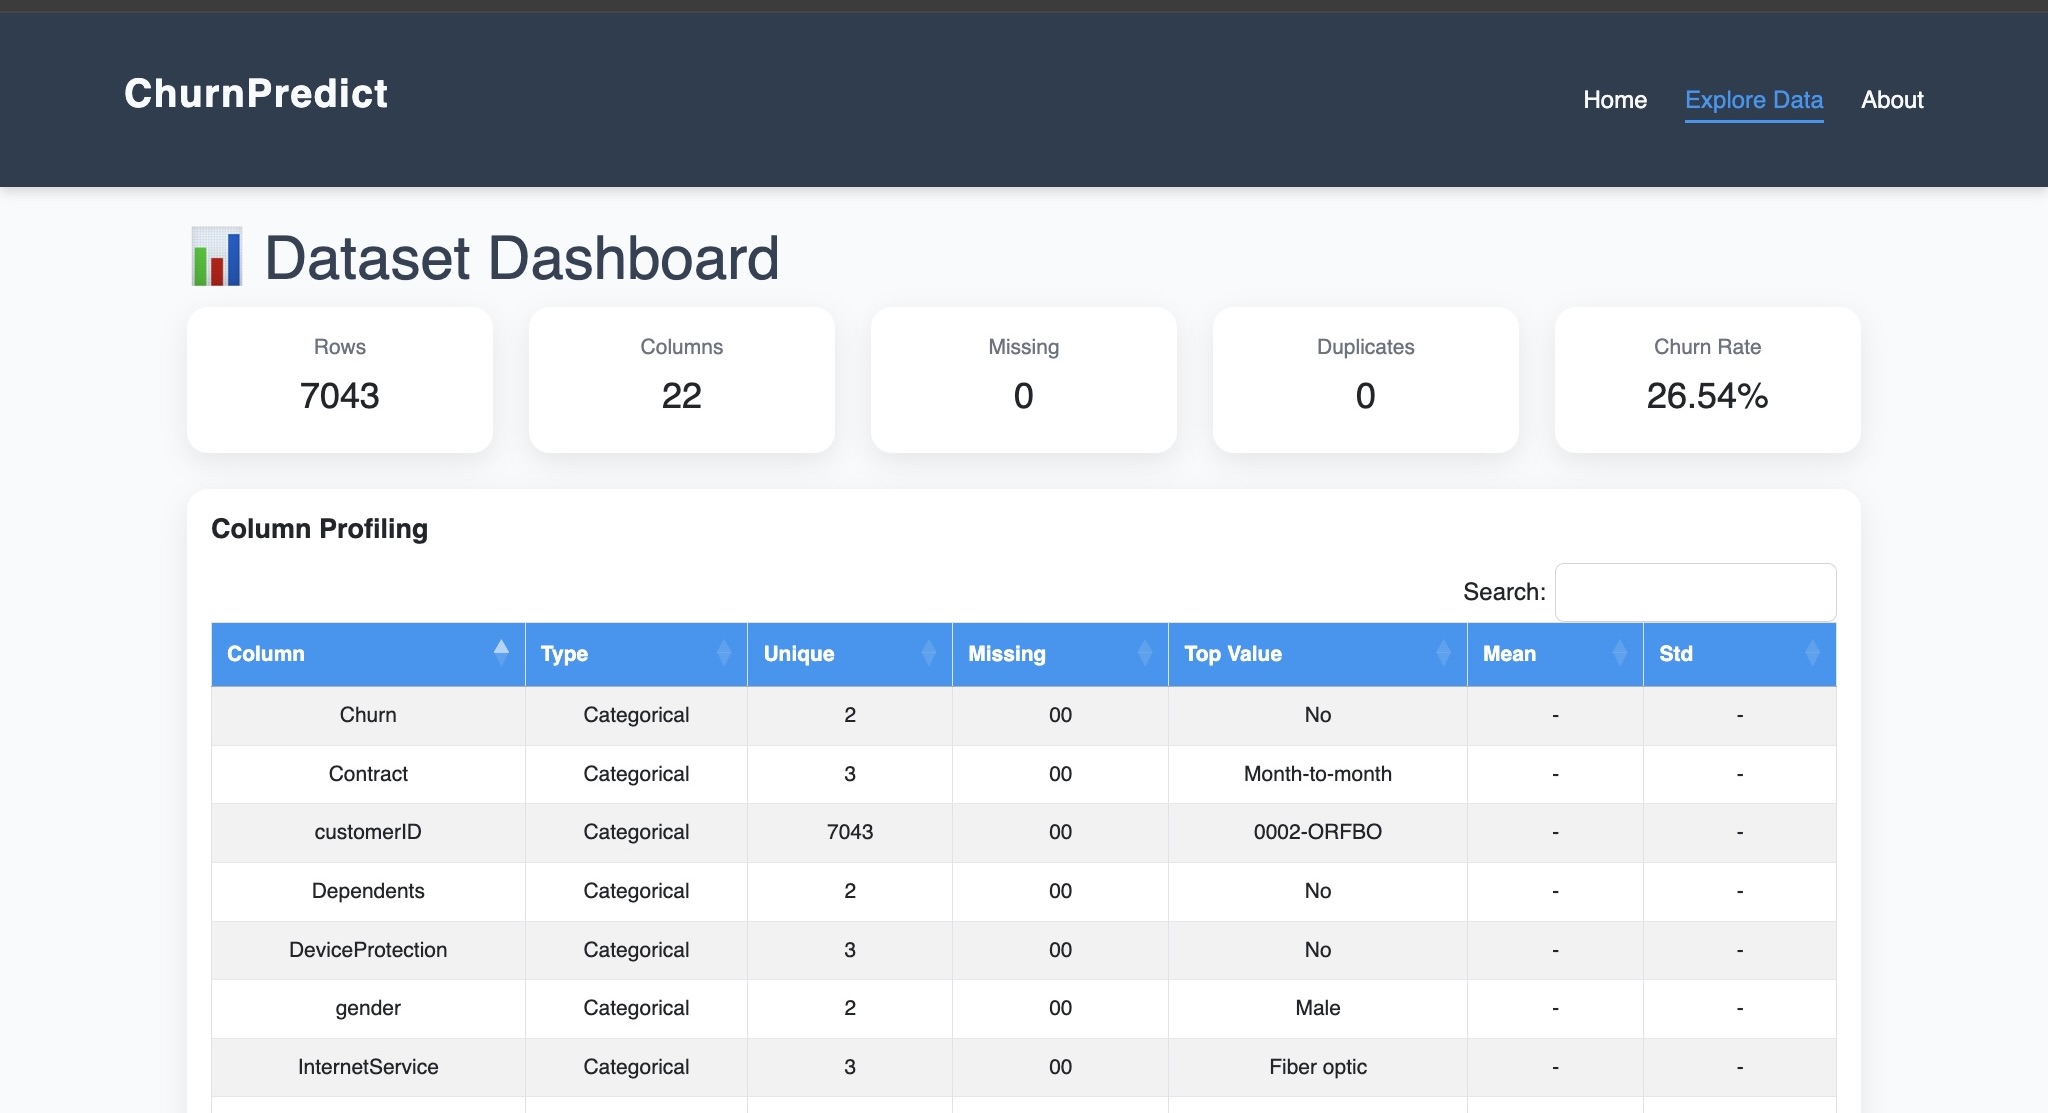 ChurnPredict
Home Explore Data About
Dataset Dashboard
Rows Columns Missing Duplicates Churn Rate
7043 22 0 0 26.54%
Column Profiling
Search:
Column Type Unique Missing Top Value Mean Std
Churn Categorical 2 00 No - -
Contract Categorical 3 00 Month-to-month - -
customerID Categorical 7043 00 0002-ORFBO - -
Dependents Categorical 2 00 No - -
DeviceProtection Categorical 3 00 No - -
gender Categorical 2 00 Male - -
InternetService Categorical 3 00 Fiber optic - -